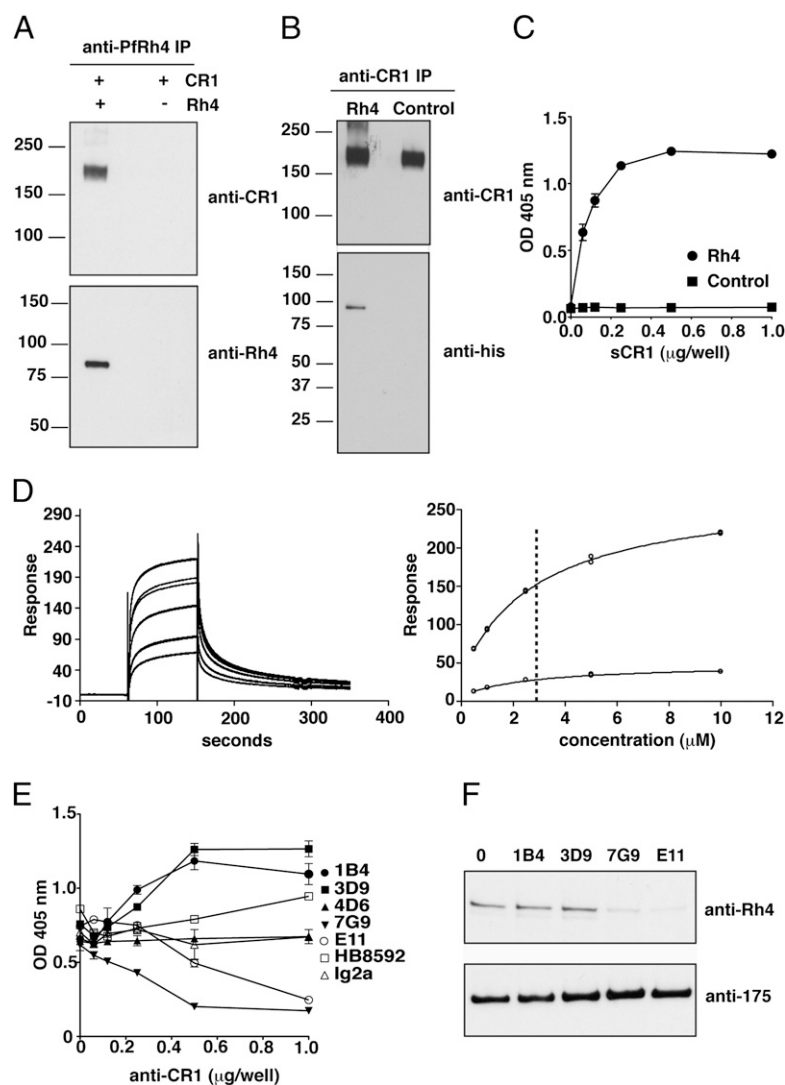 A
anti-PfRh4 IP
+ + CR1
+ - Rh4
250
150
100
anti-CR1
150
100
75
50
anti-Rh4
B
anti-CR1 IP
Rh4 Control
250
150
100
anti-CR1
150
100
75
50
37
25
anti-his
C
OD 405 nm
1.5
1.0
0.5
0.0
Rh4
Control
0.0 0.2 0.4 0.6 0.8 1.0
sCR1 (μg/well)
D
Response
290
240
190
140
90
40
-10
0 100 200 300 400
seconds
Response
250
200
150
100
50
0
0 2 4 6 8 10 12
concentration (μM)
E
OD 405 nm
1.5
1.0
0.5
0
0 0.2 0.4 0.6 0.8 1.0
anti-CR1 (μg/well)
1B4
3D9
4D6
7G9
E11
HB8592
Ig2a
F
0 1B4 3D9 7G9 E11
anti-Rh4
anti-175